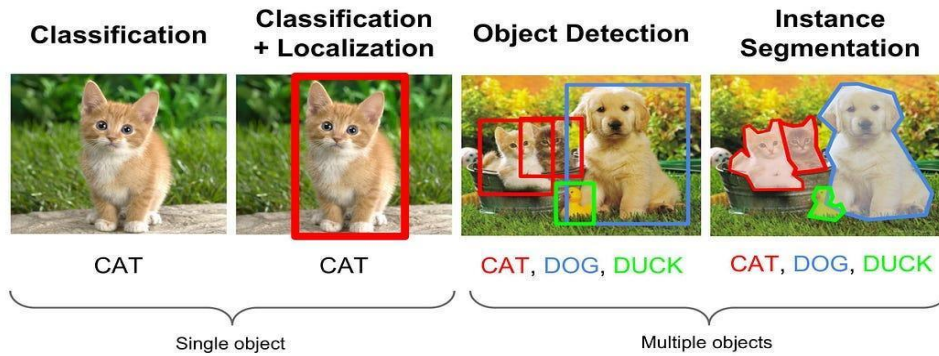 Classification
Classification
+ Localization
Object Detection
Instance
Segmentation
CAT
CAT
CAT, DOG, DUCK
CAT, DOG, DUCK
Single object
Multiple objects